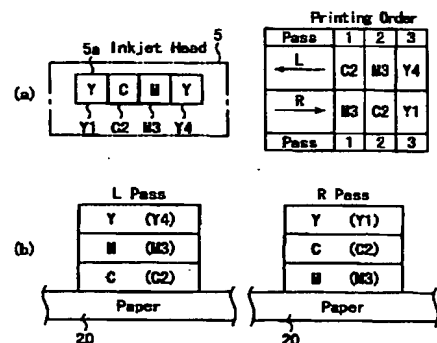 Printing Order
5a Inkjet Head 5
Pass 1 2 3
L C2 M3 Y4
R M3 C2 Y1
Pass 1 2 3
(a)
Y C M Y
Y1 C2 M3 Y4
L Pass R Pass
(b)
Y (Y4) Y (Y1)
M (M3) C (C2)
C (C2) M (M3)
Paper Paper
20 20